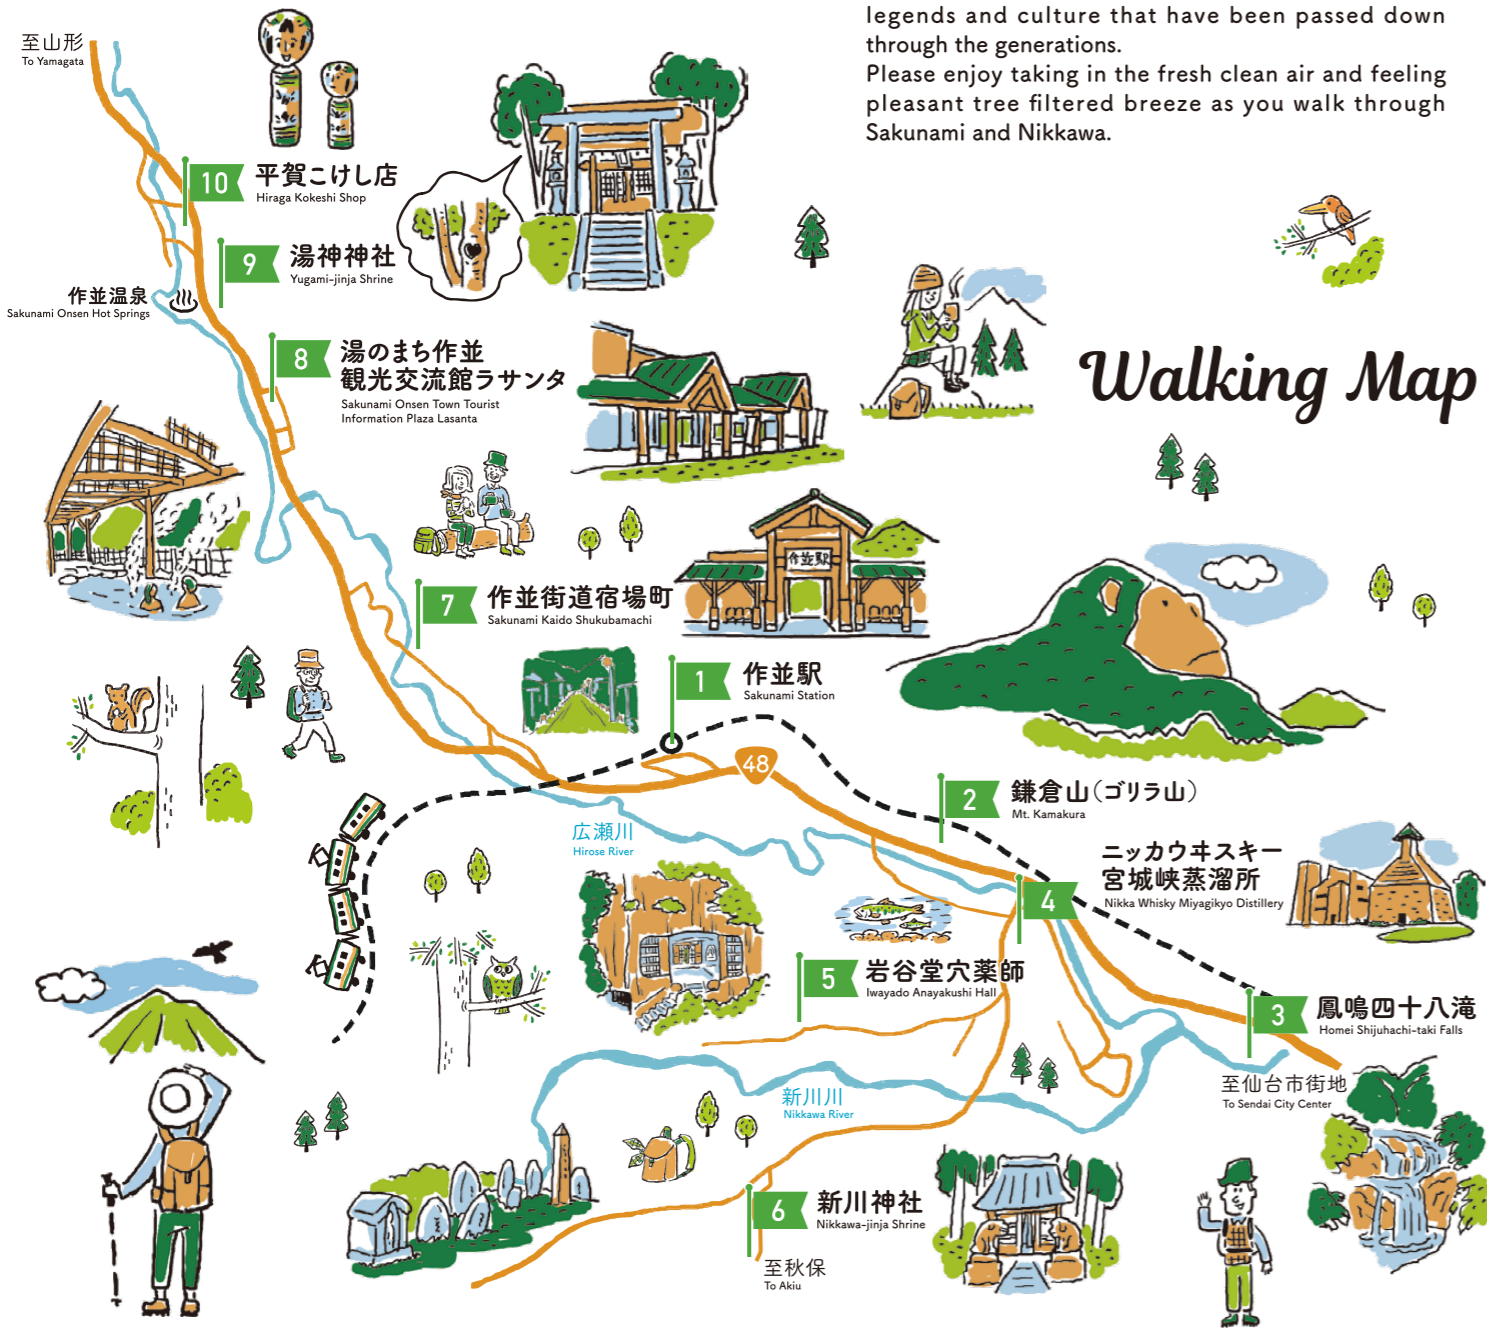 legends and culture that have been passed down
through the generations.
Please enjoy taking in the fresh clean air and feeling
pleasant tree filtered breeze as you walk through
Sakunami and Nikkawa.
Walking Map
至山形
To Yamagata
10
平賀こけし店
Hiraga Kokeshi Shop
9
湯神神社
Yugami-jinja Shrine
作並温泉
Sakunami Onsen Hot Springs
8
湯のまち作並
観光交流館ラサンタ
Sakunami Onsen Town Tourist
Information Plaza Lasanta
作並駅
7
作並街道宿場町
Sakunami Kaido Shukubamachi
1
作並駅
Sakunami Station
48
2
鎌倉山(ゴリラ山)
Mt. Kamakura
広瀬川
Hirose River
ニッカウヰスキー
宮城峡蒸溜所
Nikka Whisky Miyagikyo Distillery
4
5
岩谷堂穴薬師
Iwayado Anayakushi Hall
3
鳳鳴四十八滝
Homei Shijuhachi-taki Falls
至仙台市街地
To Sendai City Center
新川川
Nikkawa River
6
新川神社
Nikkawa-jinja Shrine
至秋保
To Akiu